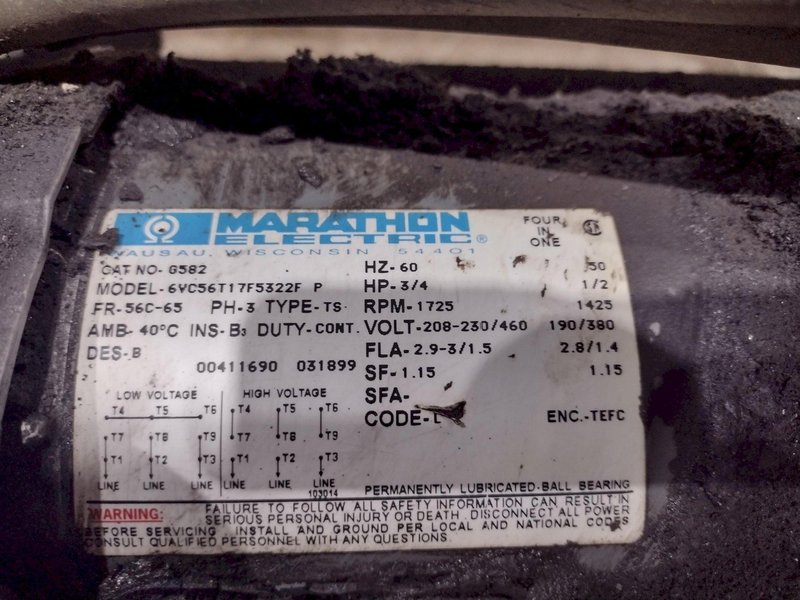 MARATHON
ELECTRIC®
FOUR
IN
ONE
WAUSAU, WISCONSIN 54401
CAT NO- G582 HZ-60 50
MODEL-6YC56T17F5322F P HP-3/4 1/2
FR-56C-65 PH-3 TYPE-TS RPM-1725 1425
AMB-40°C INS-B3 DUTY-CONT. VOLT-208-230/460 190/380
DES-B FLA-2.9-3/1.5 2.8/1.4
00411690 031899 SF-1.15 1.15
SFA-
CODE-L ENC.-TEFC
LOW VOLTAGE HIGH VOLTAGE
T4 T5 T6 T4 T5 T6
T7 T8 T9 T7 T8 T9
T1 T2 T3 T1 T2 T3
LINE LINE LINE LINE LINE LINE
103014
PERMANENTLY LUBRICATED-BALL BEARING
WARNING: FAILURE TO FOLLOW ALL SAFETY INFORMATION CAN RESULT IN
SERIOUS PERSONAL INJURY OR DEATH. DISCONNECT ALL POWER
BEFORE SERVICING. INSTALL AND GROUND PER LOCAL AND NATIONAL CODES
CONSULT QUALIFIED PERSONNEL WITH ANY QUESTIONS.